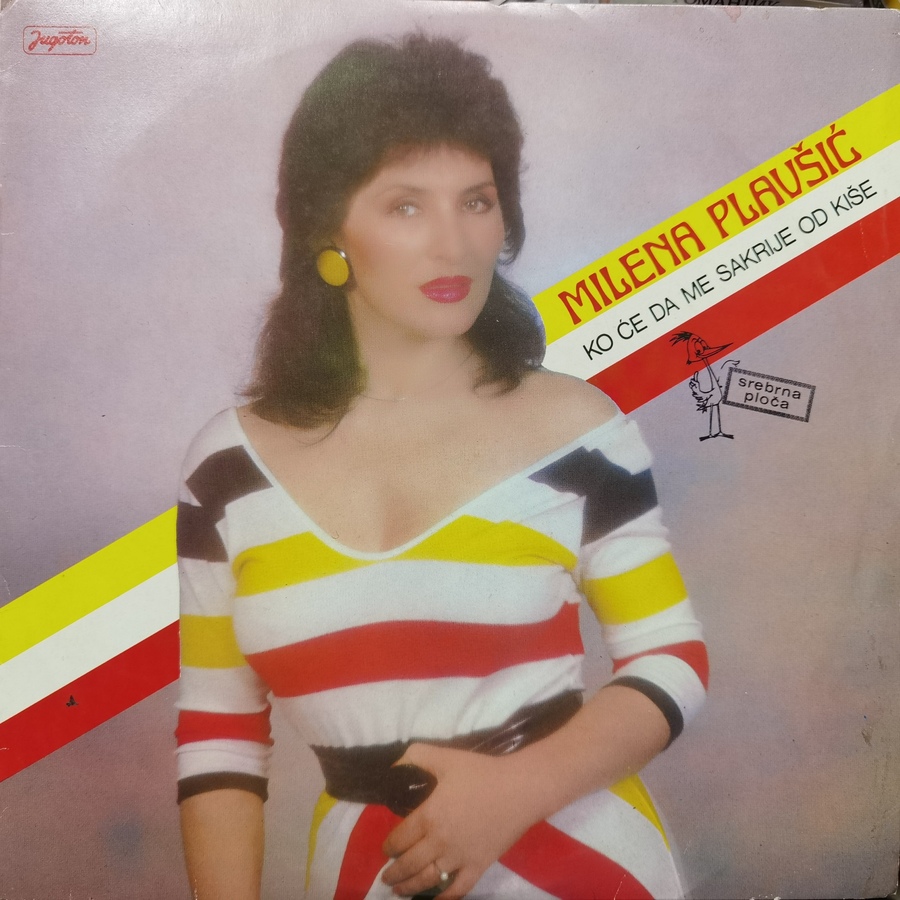 Jugoton
MILENA PLAVŠIĆ
KO ĆE DA ME SAKRIJE OD KIŠE
srebrna
ploča